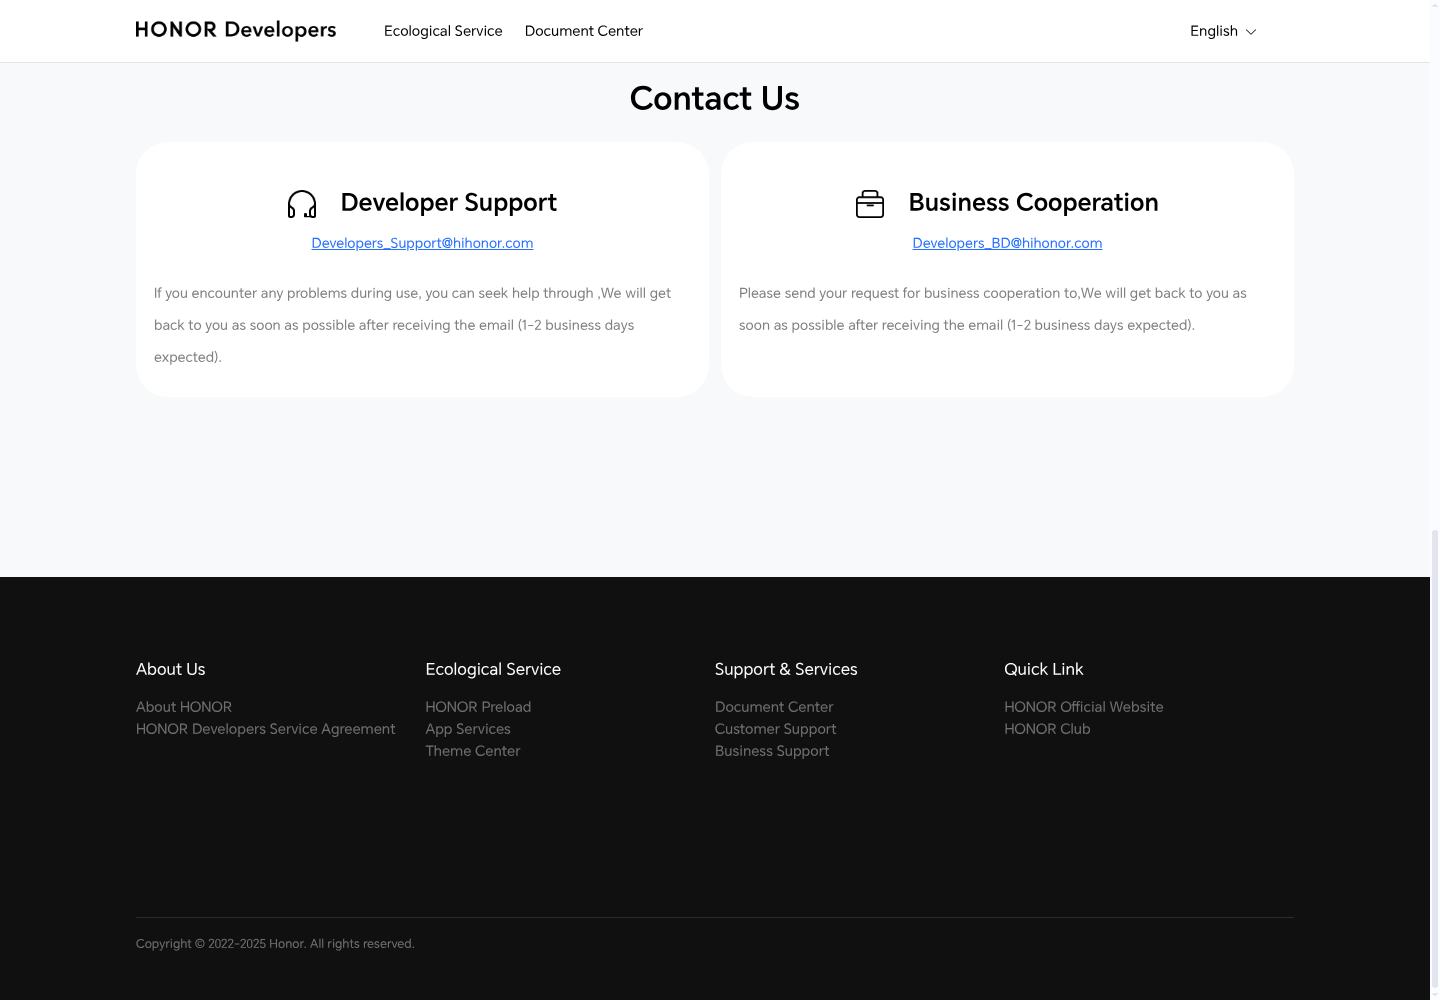 HONOR Developers
Ecological Service
Document Center
English
Contact Us
Developer Support
Developers_Support@hihonor.com
If you encounter any problems during use, you can seek help through ,We will get
back to you as soon as possible after receiving the email (1-2 business days
expected).
Business Cooperation
Developers_BD@hihonor.com
Please send your request for business cooperation to,We will get back to you as
soon as possible after receiving the email (1-2 business days expected).
About Us
About HONOR
HONOR Developers Service Agreement
Ecological Service
HONOR Preload
App Services
Theme Center
Support & Services
Document Center
Customer Support
Business Support
Quick Link
HONOR Official Website
HONOR Club
Copyright © 2022-2025 Honor. All rights reserved.